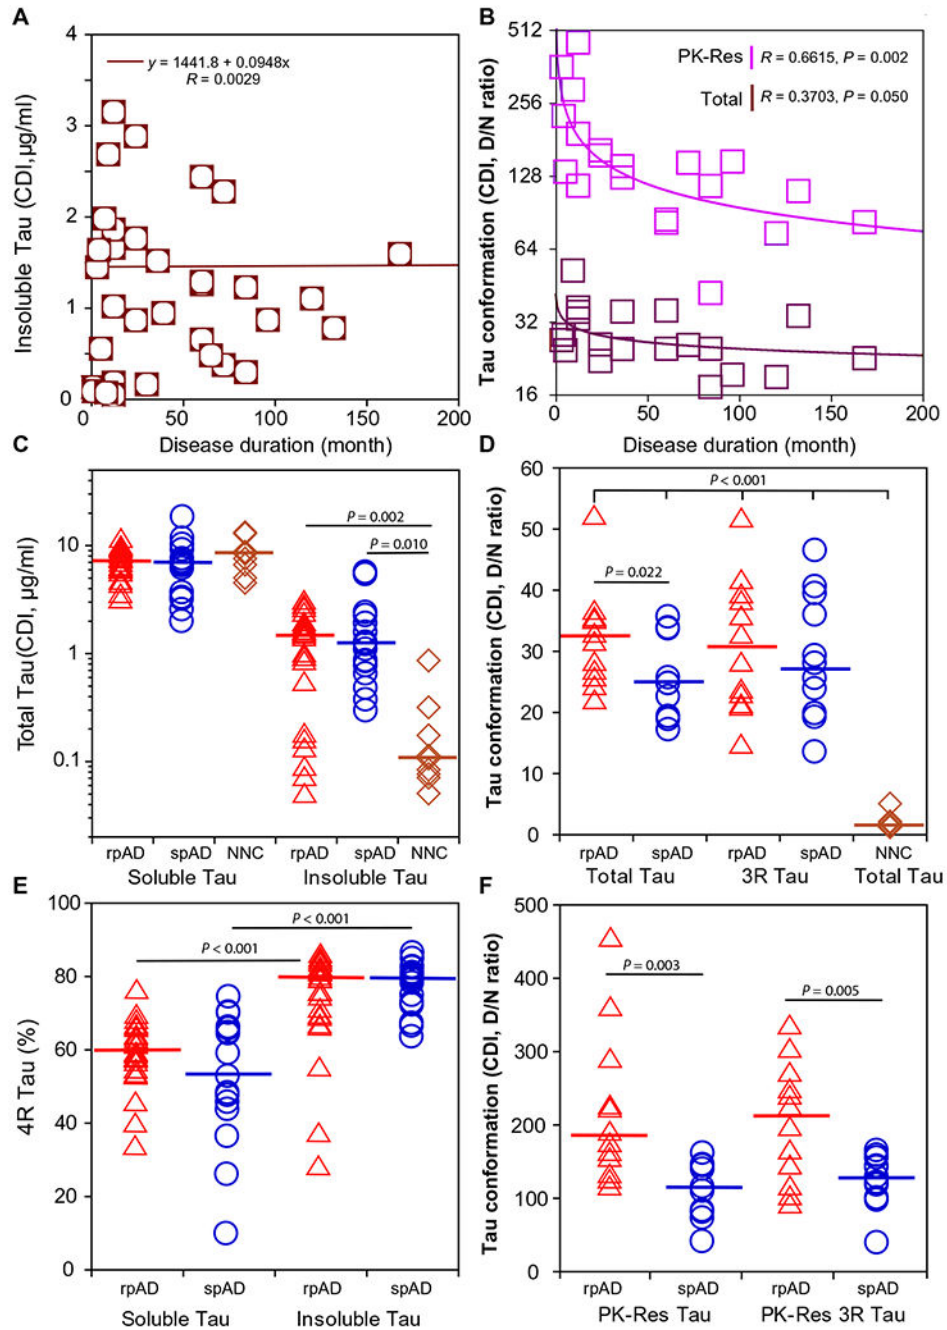 A
4
3
2
1
0
Insoluble Tau (CDI,µg/ml)
y = 1441.8 + 0.0948x
R = 0.0029
0
50
100
150
200
Disease duration (month)
B
512
256
128
64
32
16
Tau conformation (CDI, D/N ratio)
PK-Res
R = 0.6615, P = 0.002
Total
R = 0.3703, P = 0.050
0
50
100
150
200
Disease duration (month)
C
10
1
0.1
Total Tau(CDI, µg/ml)
P = 0.002
P = 0.010
rpAD
spAD
NNC
rpAD
spAD
NNC
Soluble Tau
Insoluble Tau
D
60
50
40
30
20
10
0
Tau conformation (CDI, D/N ratio)
P < 0.001
P = 0.022
rpAD
spAD
rpAD
spAD
NNC
Total Tau
3R Tau
Total Tau
E
100
80
60
40
20
0
4R Tau (%)
P < 0.001
P < 0.001
rpAD
spAD
rpAD
spAD
Soluble Tau
Insoluble Tau
F
500
400
300
200
100
0
Tau conformation (CDI, D/N ratio)
P = 0.003
P = 0.005
rpAD
spAD
rpAD
spAD
PK-Res Tau
PK-Res 3R Tau